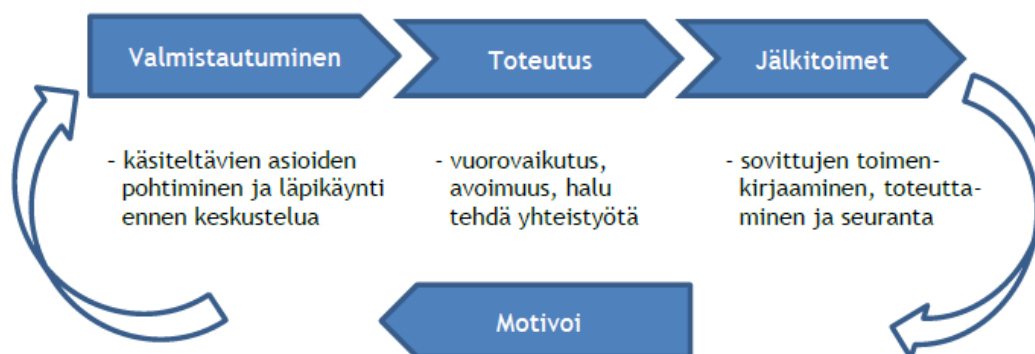 Valmistautuminen
Toteutus
Jälkitoimet
- käsiteltävien asioiden
pohtiminen ja läpikäynti
ennen keskustelua
- vuorovaikutus,
avoimuus, halu
tehdä yhteistyötä
- sovittujen toimen-
kirjaaminen, toteutta-
minen ja seuranta
Motivoi